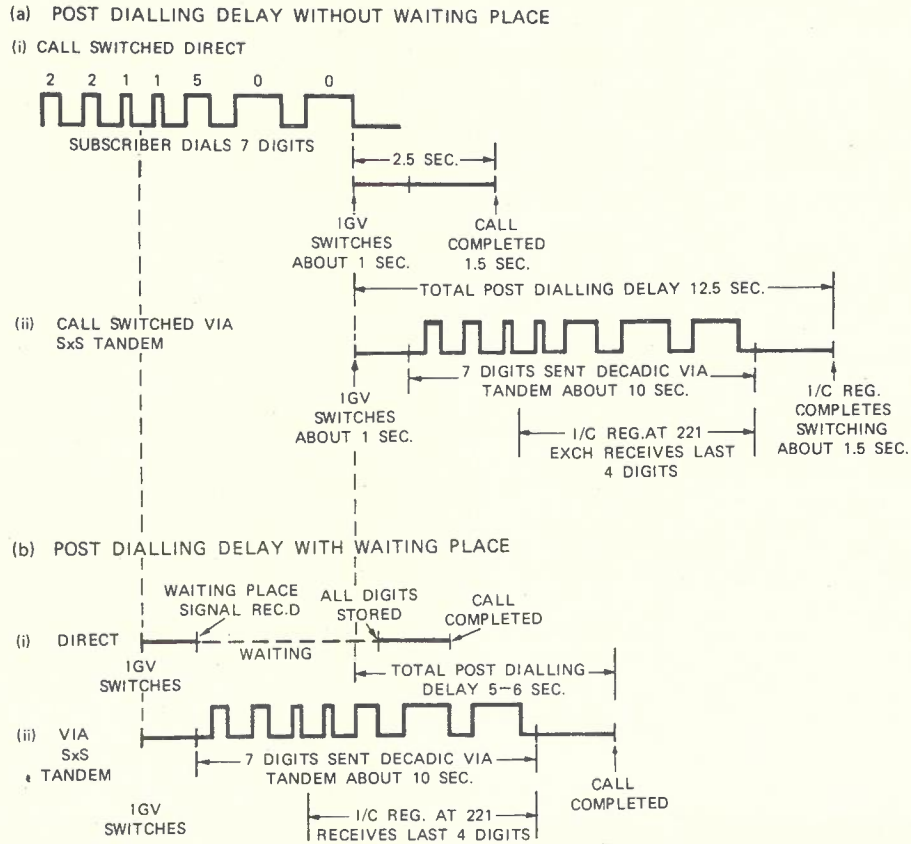 (a) POST DIALLING DELAY WITHOUT WAITING PLACE
(i) CALL SWITCHED DIRECT
2 2 1 1 5 0 0
SUBSCRIBER DIALS 7 DIGITS
2.5 SEC.
1GV
SWITCHES
ABOUT 1 SEC.
CALL
COMPLETED
1.5 SEC.
TOTAL POST DIALLING DELAY 12.5 SEC.
(ii) CALL SWITCHED VIA
SxS TANDEM
7 DIGITS SENT DECADIC VIA
TANDEM ABOUT 10 SEC.
1GV
SWITCHES
ABOUT 1 SEC.
I/C REG. AT 221
EXCH RECEIVES LAST
4 DIGITS
I/C REG.
COMPLETES
SWITCHING
ABOUT 1.5 SEC.
(b) POST DIALLING DELAY WITH WAITING PLACE
WAITING PLACE
SIGNAL REC.D
ALL DIGITS
STORED
CALL
COMPLETED
(i) DIRECT
WAITING
1GV
SWITCHES
TOTAL POST DIALLING
DELAY 5-6 SEC.
(ii) VIA
SxS
TANDEM
7 DIGITS SENT DECADIC VIA
TANDEM ABOUT 10 SEC.
CALL
COMPLETED
1GV
SWITCHES
I/C REG. AT 221
RECEIVES LAST 4 DIGITS